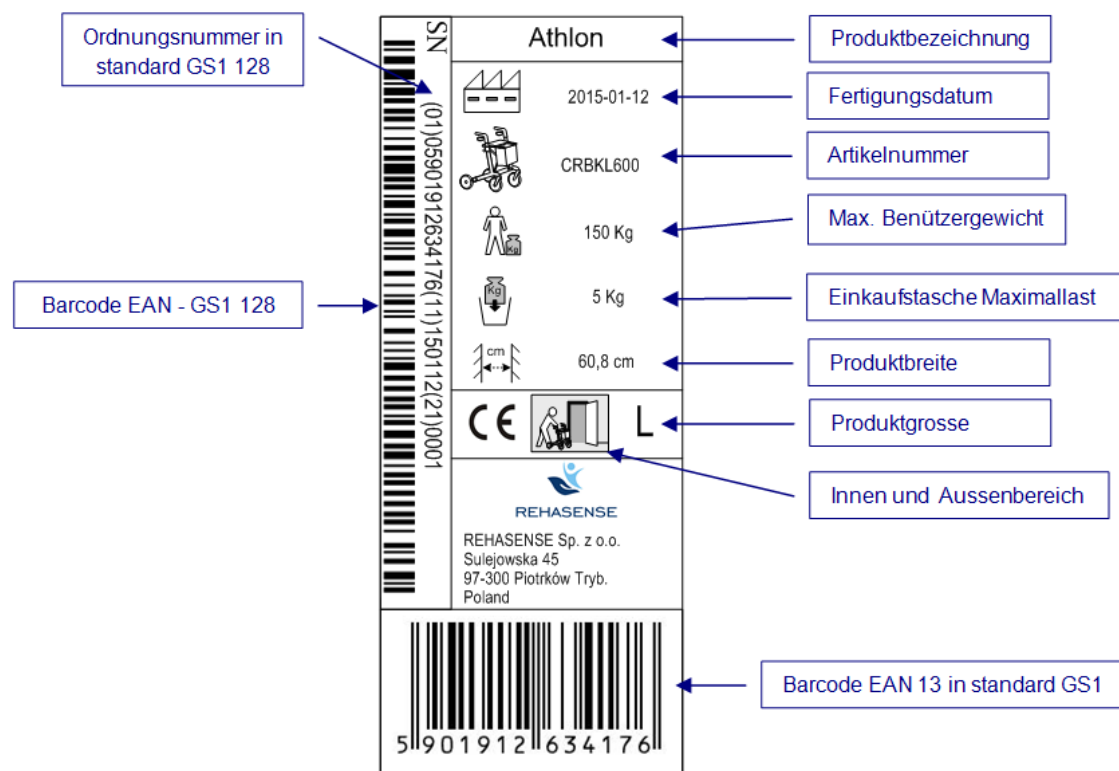 Ordnungsnummer in
standard GS1 128
Barcode EAN - GS1 128
SN
(01)05901912634176(11)150112(21)0001
Athlon
2015-01-12
CRBKL600
Kg
150 Kg
Kg
5 Kg
cm
60,8 cm
CE
L
REHASENSE
REHASENSE Sp. z o.o.
Sulejowska 45
97-300 Piotrków Tryb.
Poland
5 901912 634176
Produktbezeichnung
Fertigungsdatum
Artikelnummer
Max. Benützergewicht
Einkaufstasche Maximallast
Produktbreite
Produktgrosse
Innen und Aussenbereich
Barcode EAN 13 in standard GS1